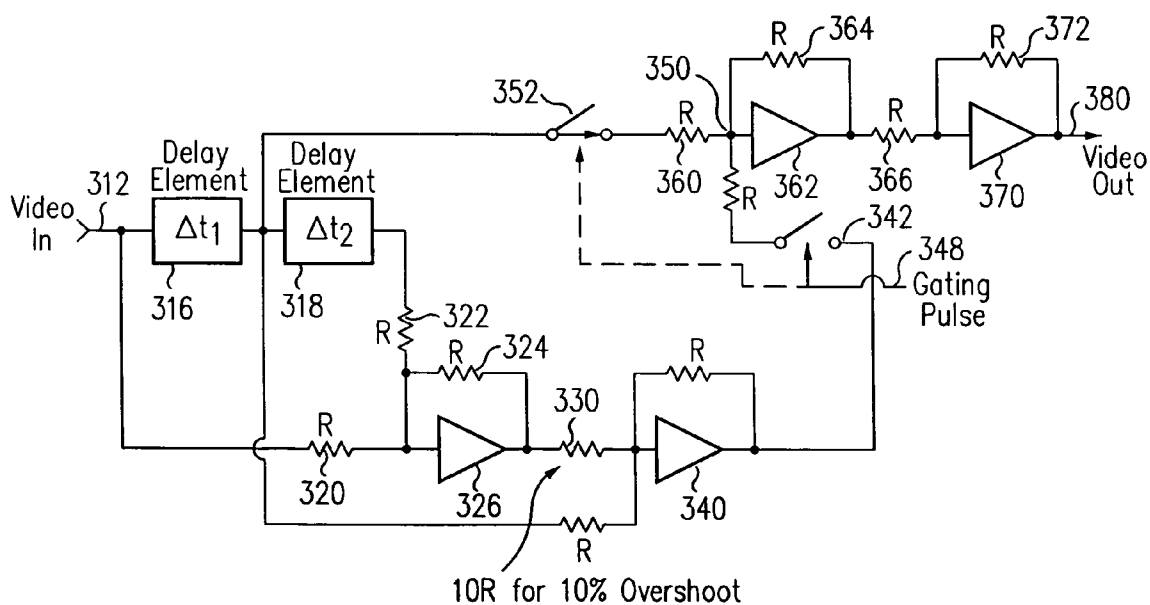 R
364
R
372
350
352
R
360
362
R
366
370
380
Video
Out
R
342
348
Gating
Pulse
Delay
Element
Delay
Element
Video
In
312
Δt1
Δt2
316
318
R
322
R
324
R
320
326
330
R
340
R
10R for 10% Overshoot